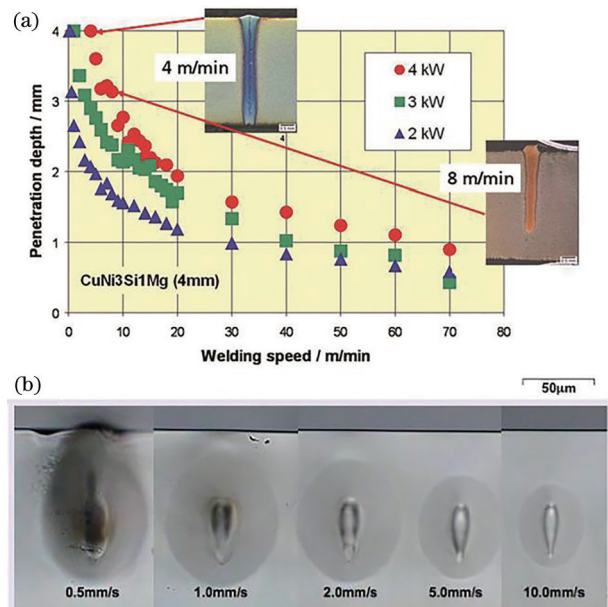 (a)
4 m/min
4 kW
3 kW
2 kW
8 m/min
Penetration depth / mm
4
3
2
1
0
CuNi3Si1Mg (4mm)
0 10 20 30 40 50 60 70 80
Welding speed / m/min
4
(b)
50μm
0.5mm/s 1.0mm/s 2.0mm/s 5.0mm/s 10.0mm/s